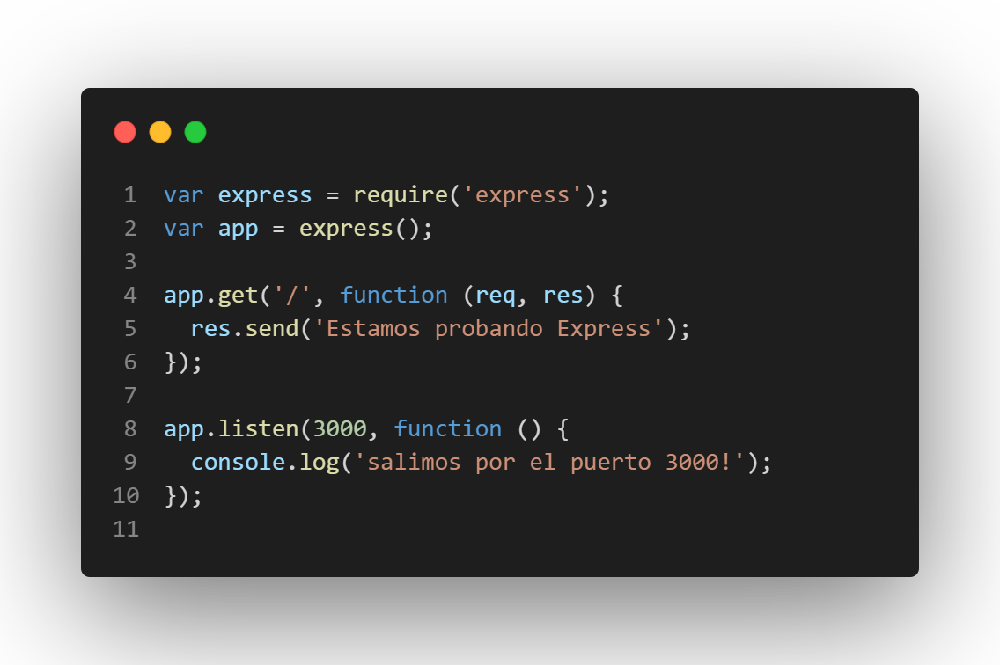 1 var express = require('express');
2 var app = express();
3
4 app.get('/', function (req, res) {
5   res.send('Estamos probando Express');
6 });
7
8 app.listen(3000, function () {
9   console.log('salimos por el puerto 3000!');
10 });
11